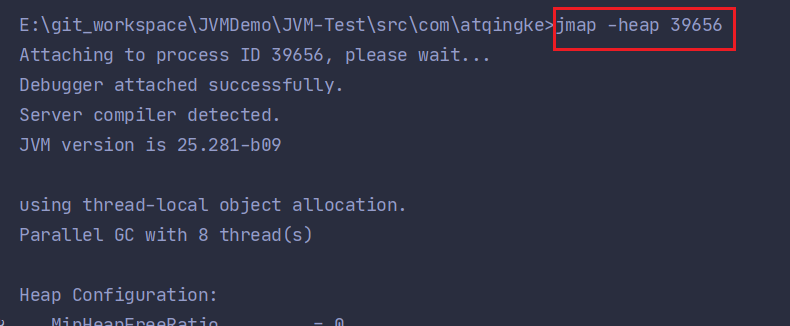 E:\git_workspace\JVMDemo\JVM-Test\src\com\atqingke>jmap -heap 39656
Attaching to process ID 39656, please wait...
Debugger attached successfully.
Server compiler detected.
JVM version is 25.281-b09
using thread-local object allocation.
Parallel GC with 8 thread(s)
Heap Configuration:
MinHeapFreeRatio = 0